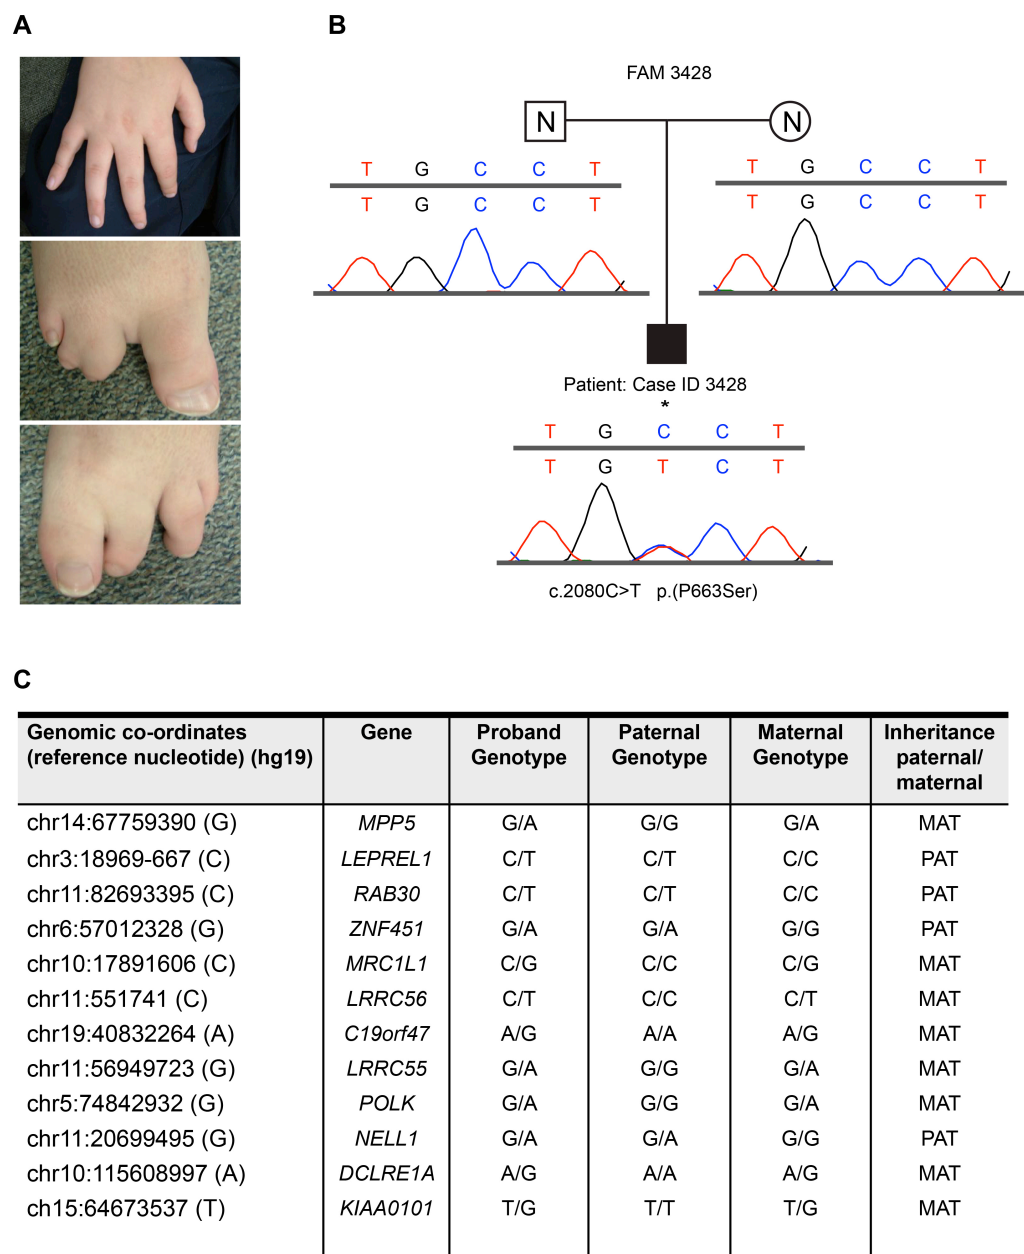 A
B
FAM 3428
N
N
T G C C T
T G C C T
T G C C T
T G C C T
Patient: Case ID 3428
*
T G C C T
T G T C T
c.2080C>T p.(P663Ser)
C
Genomic co-ordinates (reference nucleotide) (hg19) Gene Proband Genotype Paternal Genotype Maternal Genotype Inheritance paternal/ maternal
chr14:67759390 (G) MPP5 G/A G/G G/A MAT
chr3:18969-667 (C) LEPREL1 C/T C/T C/C PAT
chr11:82693395 (C) RAB30 C/T C/T C/C PAT
chr6:57012328 (G) ZNF451 G/A G/A G/G PAT
chr10:17891606 (C) MRC1L1 C/G C/C C/G MAT
chr11:551741 (C) LRRC56 C/T C/C C/T MAT
chr19:40832264 (A) C19orf47 A/G A/A A/G MAT
chr11:56949723 (G) LRRC55 G/A G/G G/A MAT
chr5:74842932 (G) POLK G/A G/G G/A MAT
chr11:20699495 (G) NELL1 G/A G/A G/G PAT
chr10:115608997 (A) DCLRE1A A/G A/A A/G MAT
ch15:64673537 (T) KIAA0101 T/G T/T T/G MAT